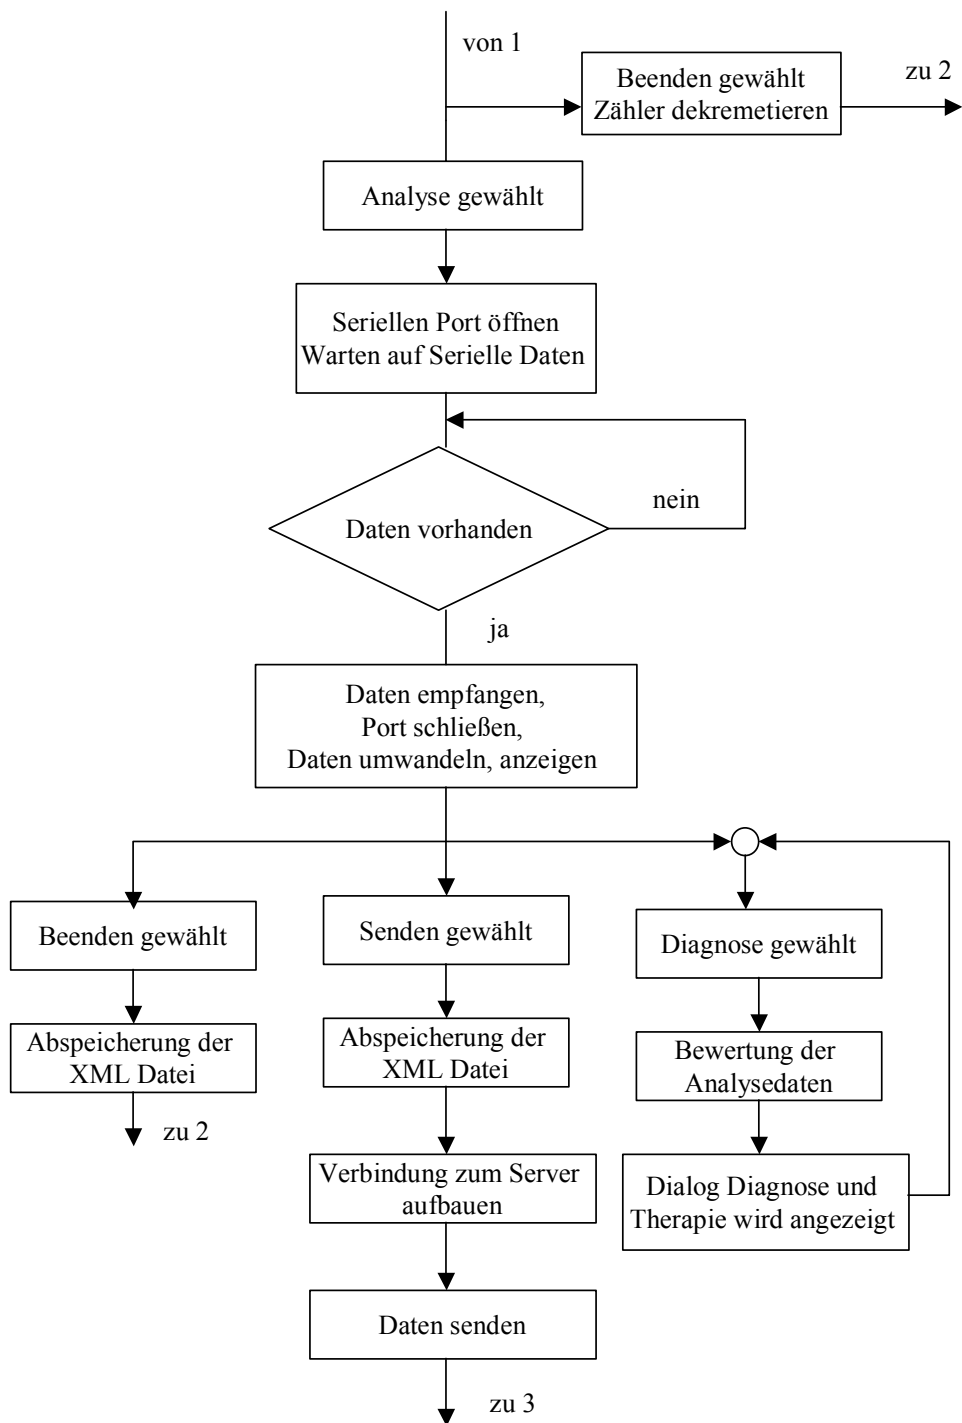 von 1
Beenden gewählt
Zähler dekremetieren
zu 2
Analyse gewählt
Seriellen Port öffnen
Warten auf Serielle Daten
Daten vorhanden
nein
ja
Daten empfangen,
Port schließen,
Daten umwandeln, anzeigen
Beenden gewählt
Abspeicherung der
XML Datei
zu 2
Senden gewählt
Abspeicherung der
XML Datei
Verbindung zum Server
aufbauen
Daten senden
zu 3
Diagnose gewählt
Bewertung der
Analysedaten
Dialog Diagnose und
Therapie wird angezeigt